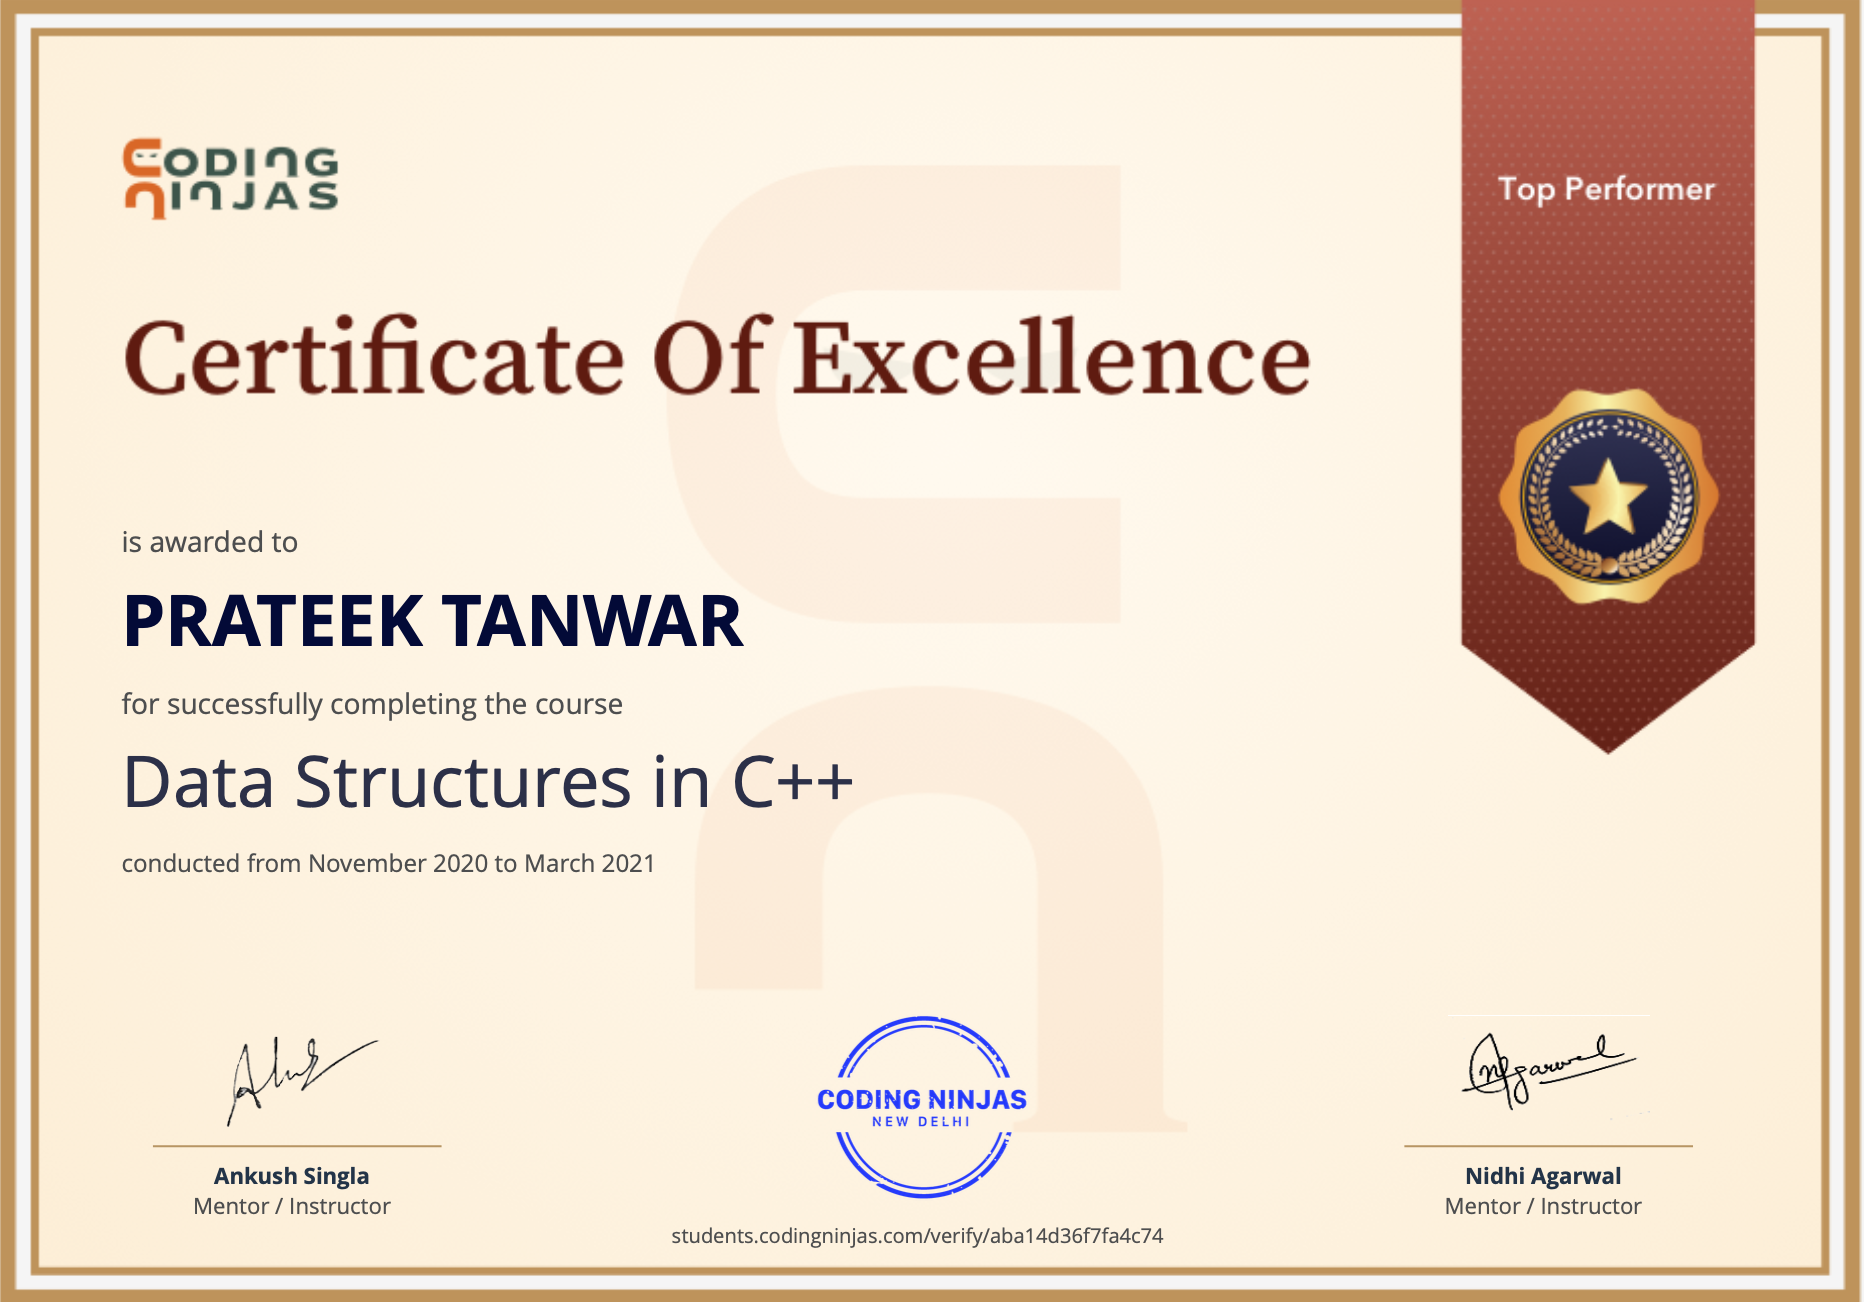 CODING
NINJAS
Top Performer
Certificate Of Excellence
is awarded to
PRATEEK TANWAR
for successfully completing the course
Data Structures in C++
conducted from November 2020 to March 2021
CODING NINJAS
NEW DELHI
Agarwal
Ankush Singla
Mentor / Instructor
Nidhi Agarwal
Mentor / Instructor
students.codingninjas.com/verify/aba14d36f7fa4c74